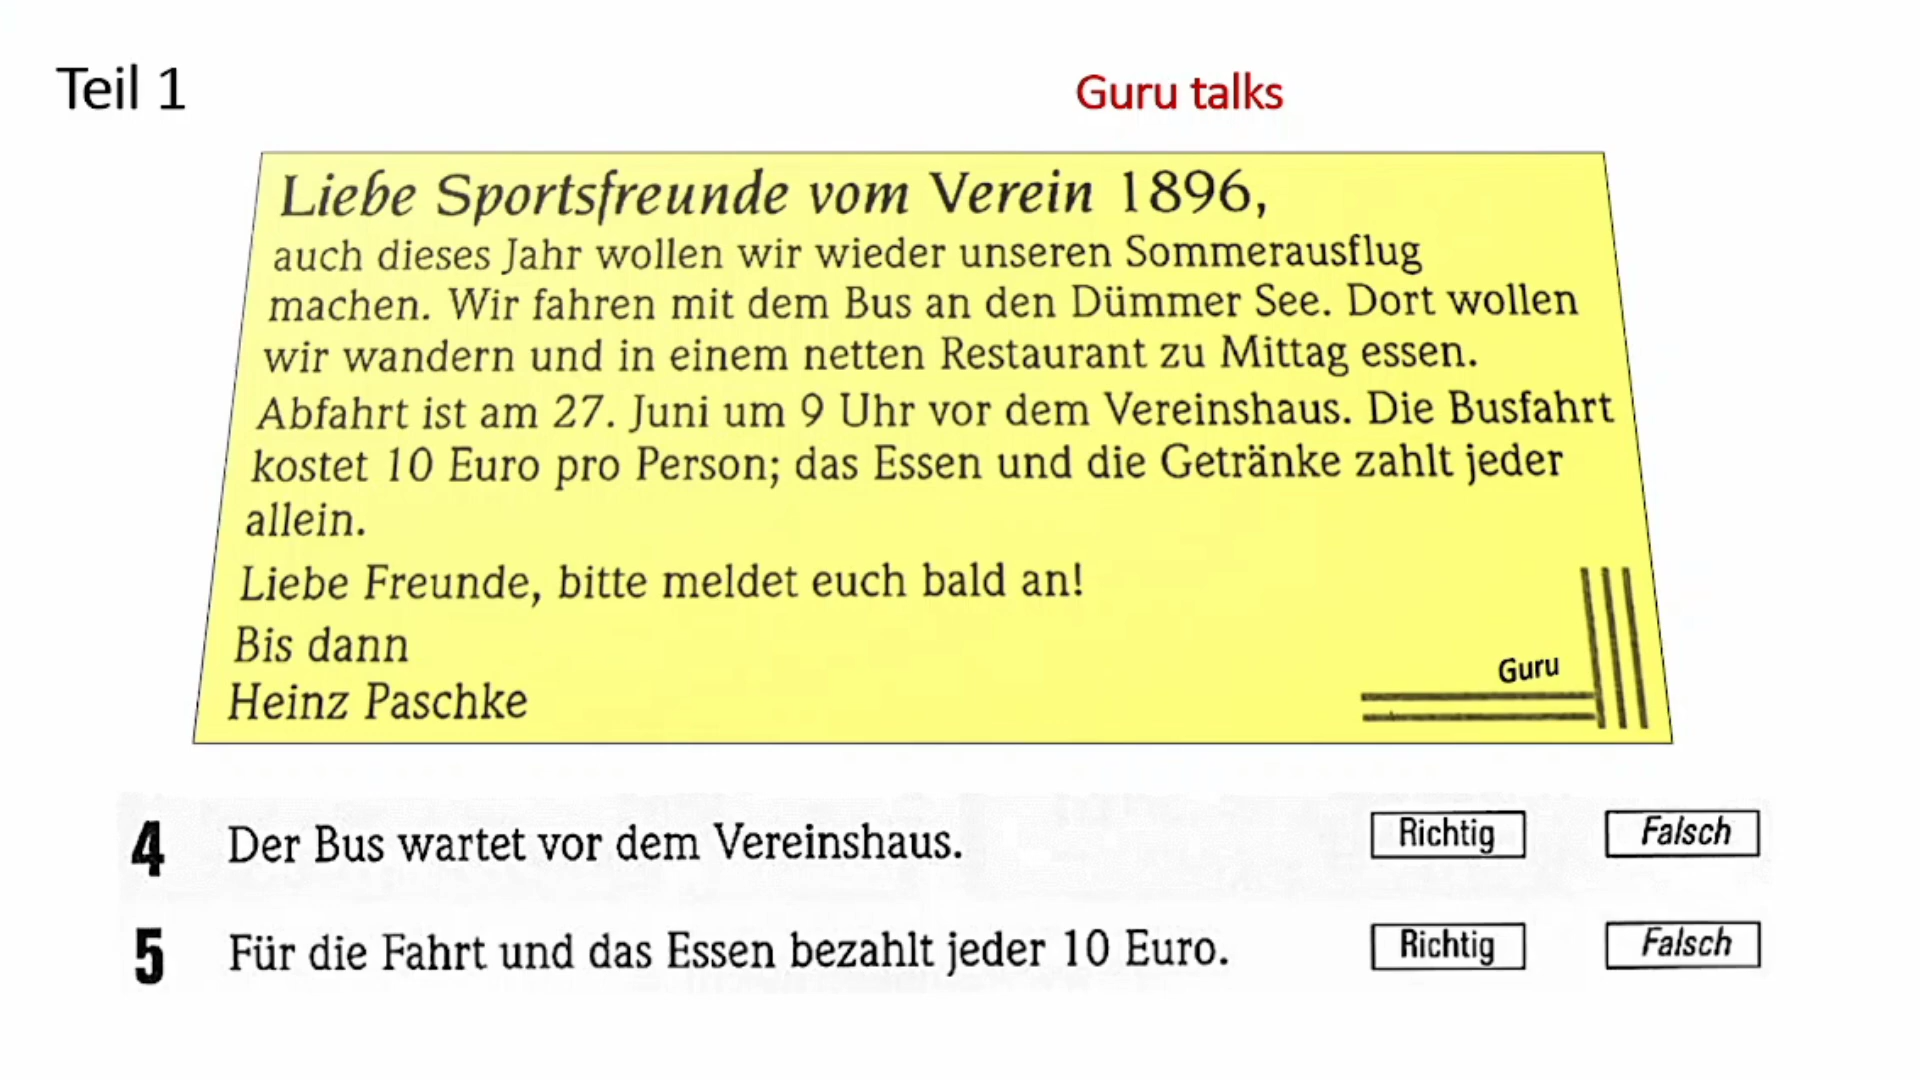 Teil 1
Guru talks
Liebe Sportsfreunde vom Verein 1896,
auch dieses Jahr wollen wir wieder unseren Sommerausflug
machen. Wir fahren mit dem Bus an den Dümmer See. Dort wollen
wir wandern und in einem netten Restaurant zu Mittag essen.
Abfahrt ist am 27. Juni um 9 Uhr vor dem Vereinshaus. Die Busfahrt
kostet 10 Euro pro Person; das Essen und die Getränke zahlt jeder
allein.
Liebe Freunde, bitte meldet euch bald an!
Bis dann
Heinz Paschke
Guru
4 Der Bus wartet vor dem Vereinshaus. Richtig Falsch
5 Für die Fahrt und das Essen bezahlt jeder 10 Euro. Richtig Falsch